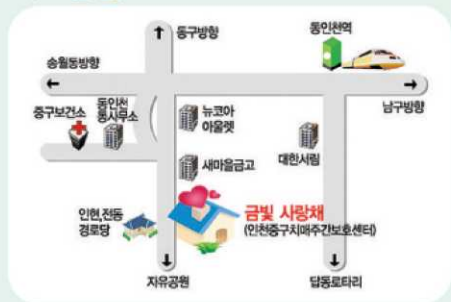 동구방향
동인천역
송월동방향
남구방향
중구보건소
동인천
동사무소
뉴코아
아울렛
대한서림
새마을금고
인현,전동
경로당
금빛 사랑채
(인천중구치매주간보호센터)
자유공원
답동로타리